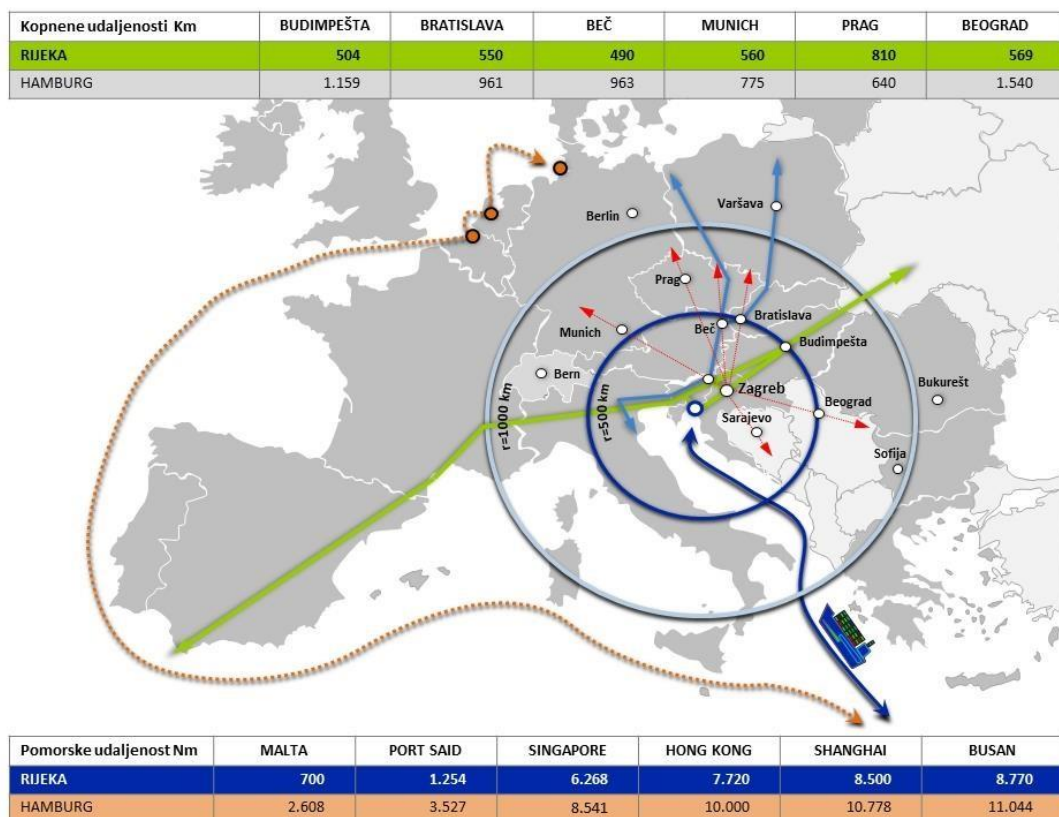 Kopnene udaljenosti Km BUDIMPEŠTA BRATISLAVA BEČ MUNICH PRAG BEOGRAD
RIJEKA 504 550 490 560 810 569
HAMBURG 1.159 961 963 775 640 1.540
Varšava
Berlin
Prag
Bratislava
Beč
Munich
Budimpešta
Bern
Zagreb
Bukurešt
r=1000 km
r=500 km
Beograd
Sarajevo
Sofija
Pomorske udaljenost Nm MALTA PORT SAID SINGAPORE HONG KONG SHANGHAI BUSAN
RIJEKA 700 1.254 6.268 7.720 8.500 8.770
HAMBURG 2.608 3.527 8.541 10.000 10.778 11.044